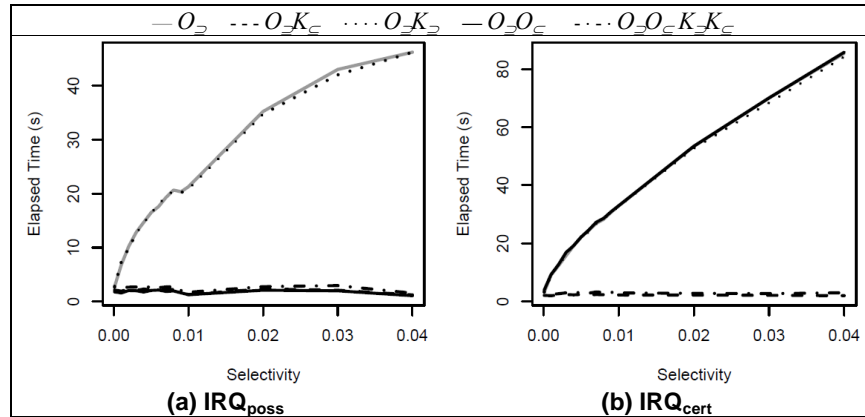 O⊇ O⊇K⊆ O⊇K⊇ O⊇O⊆ O⊇O⊆K⊇K⊆
Elapsed Time (s)
40
30
20
10
0
0.00 0.01 0.02 0.03 0.04
Selectivity
(a) IRQposs
Elapsed Time (s)
80
60
40
20
0
0.00 0.01 0.02 0.03 0.04
Selectivity
(b) IRQcert